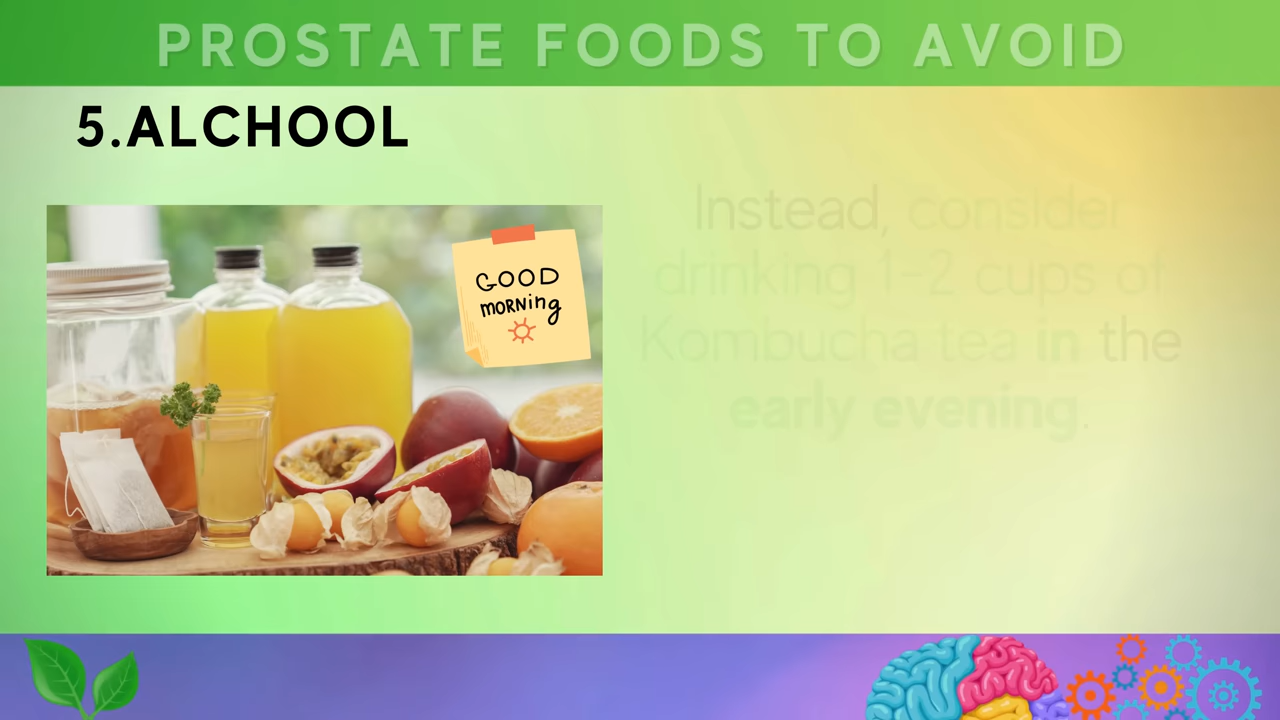 PROSTATE FOODS TO AVOID
5.ALCHOOL
GOOD
morning
Instead, consider
drinking 1-2 cups of
Kombucha tea in the
early evening.